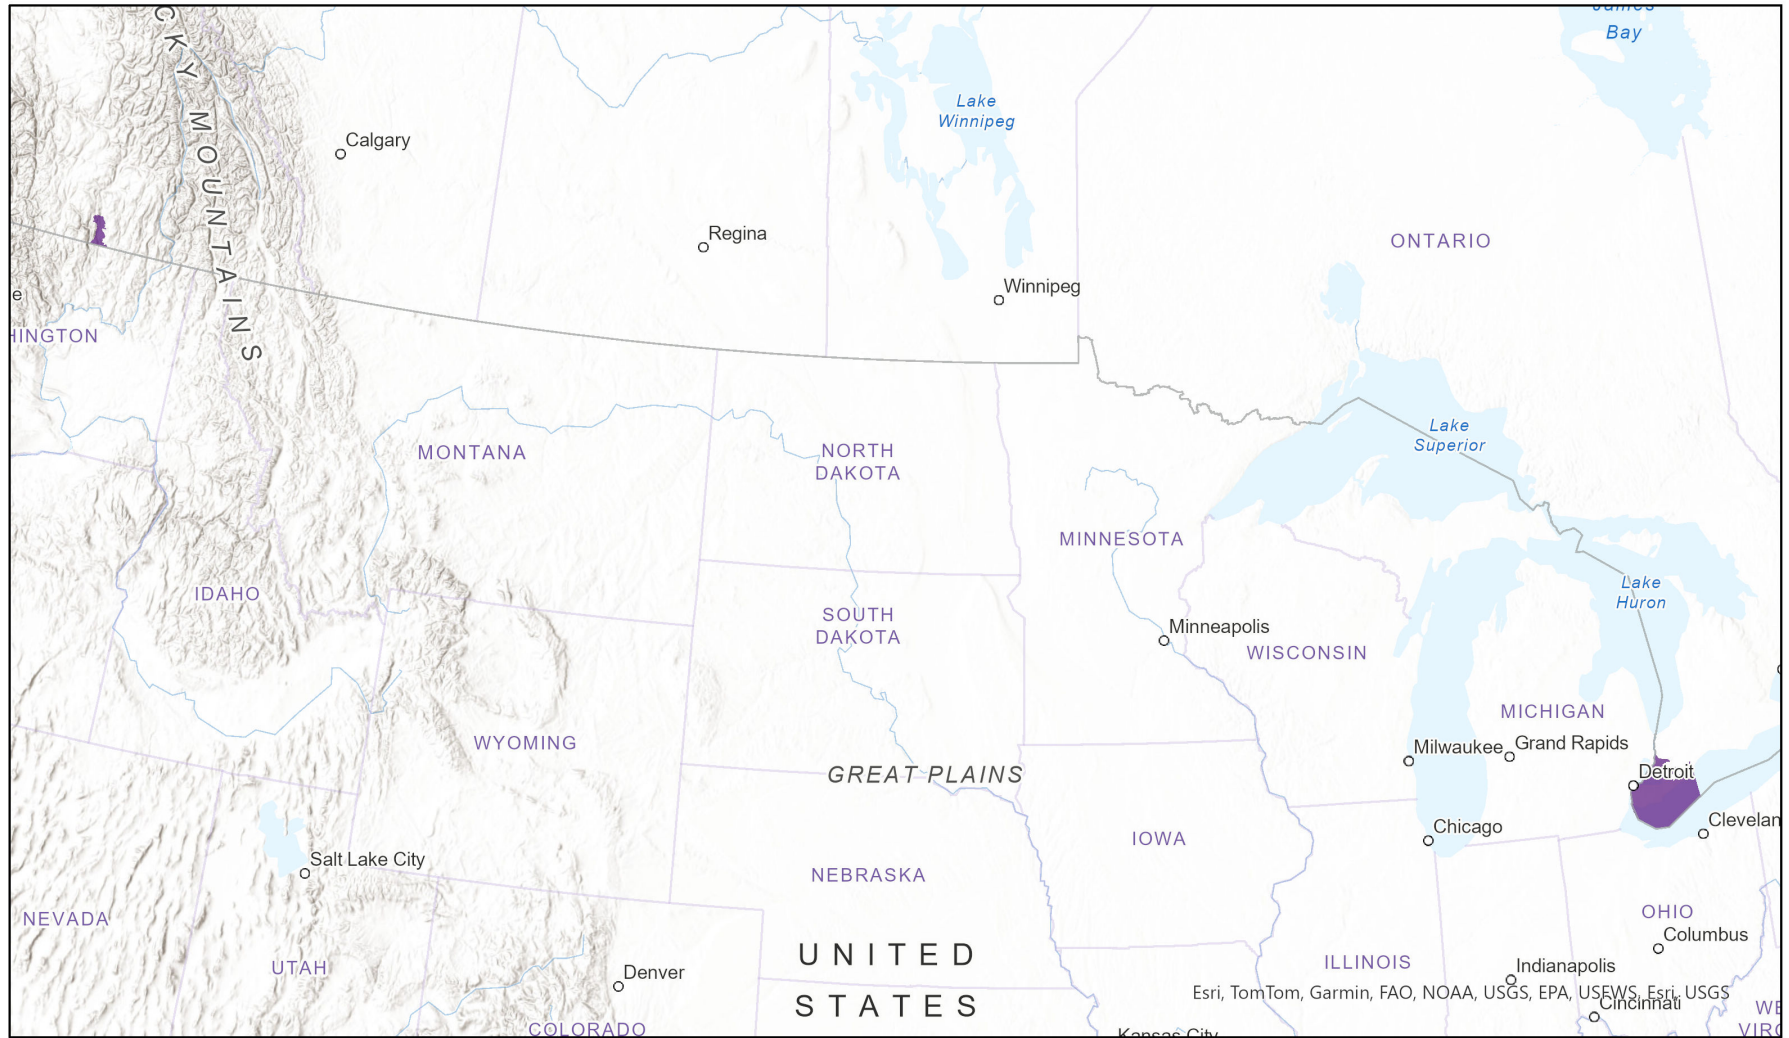 James
Bay
ROCKY MOUNTAINS
Lake
Winnipeg
Calgary
Regina
ONTARIO
Winnipeg
e
HINGTON
Lake
Superior
MONTANA
NORTH
DAKOTA
MINNESOTA
IDAHO
Lake
Huron
SOUTH
DAKOTA
Minneapolis
WISCONSIN
MICHIGAN
WYOMING
Milwaukee
Grand Rapids
GREAT PLAINS
Detroit
Chicago
Clevelan
IOWA
Salt Lake City
NEBRASKA
NEVADA
OHIO
Columbus
UNITED
STATES
UTAH
Denver
ILLINOIS
Indianapolis
Esri, TomTom, Garmin, FAO, NOAA, USGS, EPA, USFWS, Esri, USGS
Cincinnati
WE
VIRG
COLORADO
Kansas City